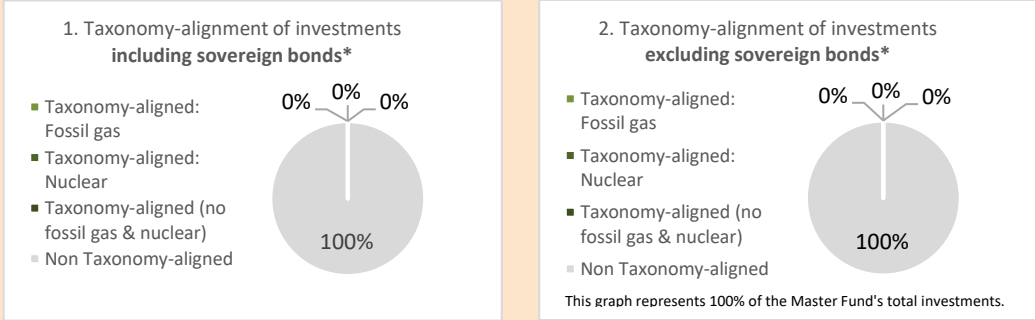 1. Taxonomy-alignment of investments
including sovereign bonds*
0%
0%
0%
Taxonomy-aligned:
Fossil gas
Taxonomy-aligned:
Nuclear
Taxonomy-aligned (no
fossil gas & nuclear)
Non Taxonomy-aligned
100%
2. Taxonomy-alignment of investments
excluding sovereign bonds*
0%
0%
0%
Taxonomy-aligned:
Fossil gas
Taxonomy-aligned:
Nuclear
Taxonomy-aligned (no
fossil gas & nuclear)
Non Taxonomy-aligned
100%
This graph represents 100% of the Master Fund's total investments.